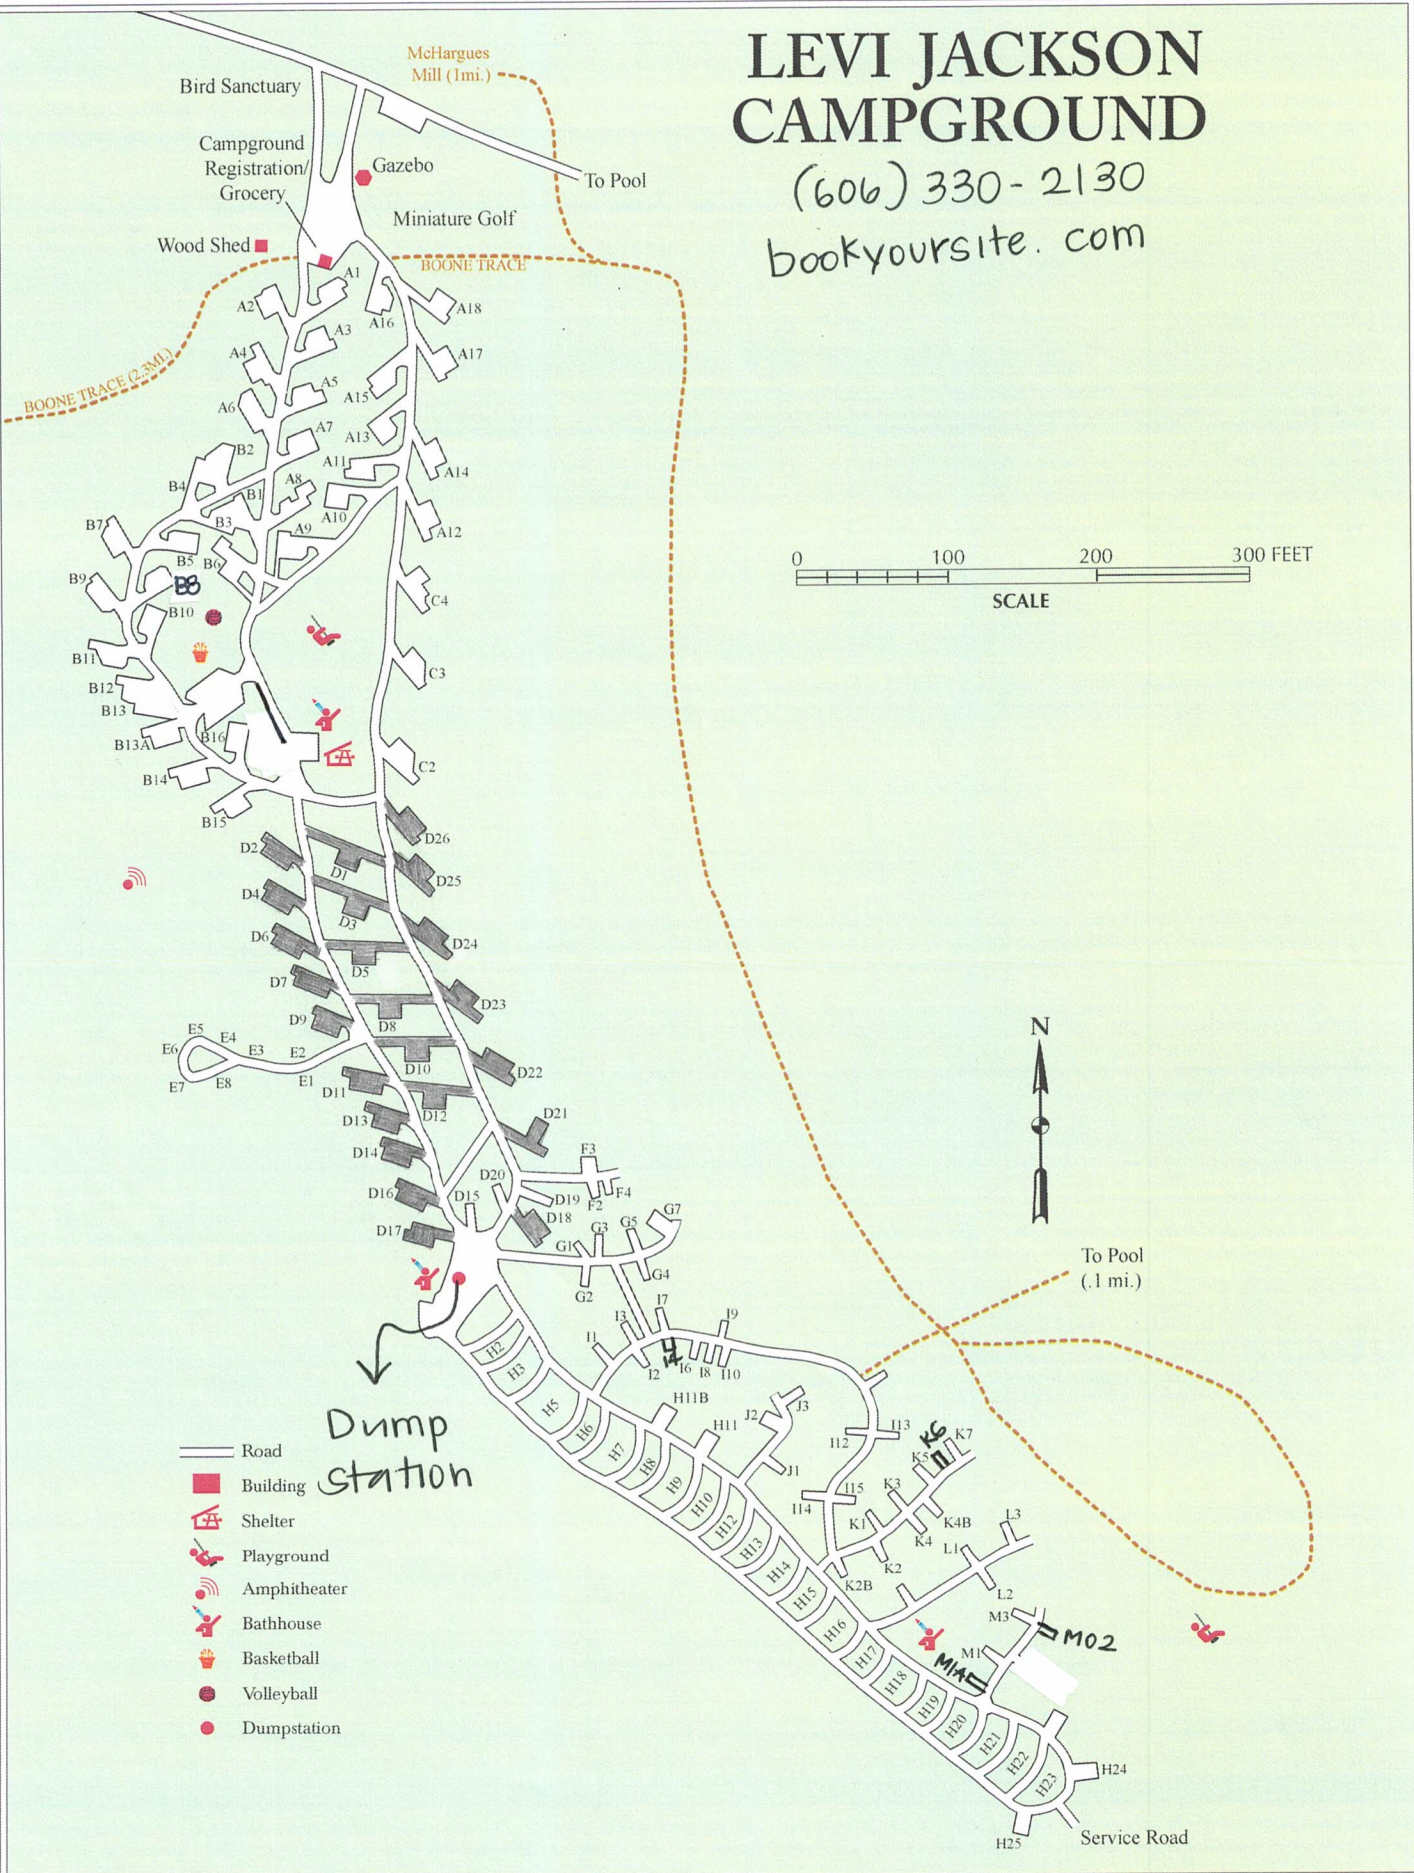 LEVI JACKSON
CAMPGROUND
(606) 330-2130
bookyoursite.com
McHargues
Mill (1mi.)
Bird Sanctuary
Campground
Registration/
Grocery
Gazebo
To Pool
Miniature Golf
Wood Shed
BOONE TRACE
BOONE TRACE (2.3MI.)
A1
A2
A16
A18
A3
A4
A17
A5
A15
A6
A7
A13
B2
A11
A14
B4
B1
A8
A10
B7
B3
A9
A12
B5
B6
B9
B8
B10
C4
B11
C3
B12
B13
B13A
B16
C2
B14
B15
0
100
200
300 FEET
SCALE
D26
D2
D1
D25
D4
D3
D6
D24
D5
D7
D23
D9
D8
E5
E4
E6
E3
E2
E7
E8
E1
D10
D22
D11
D12
D21
D13
D14
F3
D20
D16
D15
D19
F2
F4
D18
D17
G7
G5
G3
G1
G4
G2
N
To Pool
(.1 mi.)
I7
I9
I3
I1
I4
I2
I6
I8
I10
H2
H3
H5
H6
H7
H8
H9
H10
H11B
H11
H12
H13
H14
H15
H16
H17
H18
H19
H20
H21
H22
H23
H24
H25
J3
J2
J1
I13
I12
I15
I14
K6
K7
K5
K3
K1
K4B
K4
K2
K2B
L3
L1
L2
M3
M02
M1
M1A
Service Road
Dump
station
Road
Building
Shelter
Playground
Amphitheater
Bathhouse
Basketball
Volleyball
Dumpstation